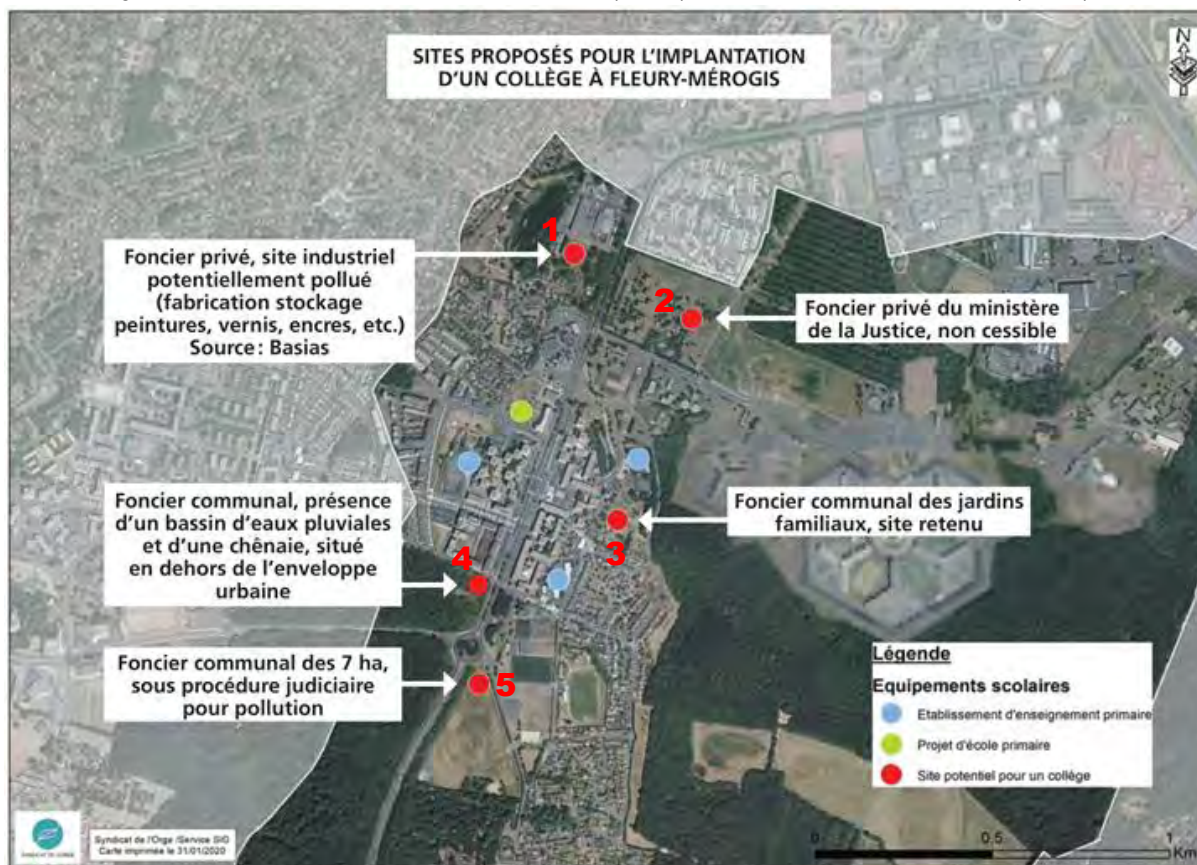 SITES PROPOSÉS POUR L'IMPLANTATION
D'UN COLLÈGE À FLEURY-MÉROGIS
N
1
Foncier privé, site industriel
potentiellement pollué
(fabrication stockage
peintures, vernis, encres, etc.)
Source : Basias
2
Foncier privé du ministère
de la Justice, non cessible
Foncier communal, présence
d'un bassin d'eaux pluviales
et d'une chênaie, situé
en dehors de l'enveloppe
urbaine
4
Foncier communal des jardins
familiaux, site retenu
3
Foncier communal des 7 ha,
sous procédure judiciaire
pour pollution
5
Légende
Equipements scolaires
Etablissement d'enseignement primaire
Projet d'école primaire
Site potentiel pour un collège
Syndicat de l'Orge /Service SIG
Carte imprimée le 31/01/2020
0 0.5 1
Km